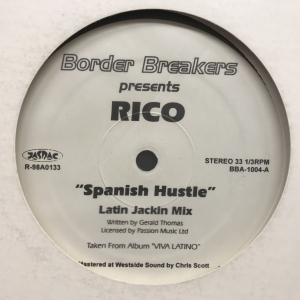 Border Breakers
presents
RICO
JASRAC
R-98A0133
STEREO 33 1/3RPM
BBA-1004-A
"Spanish Hustle"
Latin Jackin Mix
Written by Gerald Thomas
Licensed by Passion Music Ltd
Taken From Album "VIVA LATINO"
Mastered at Westside Sound by Chris Scott